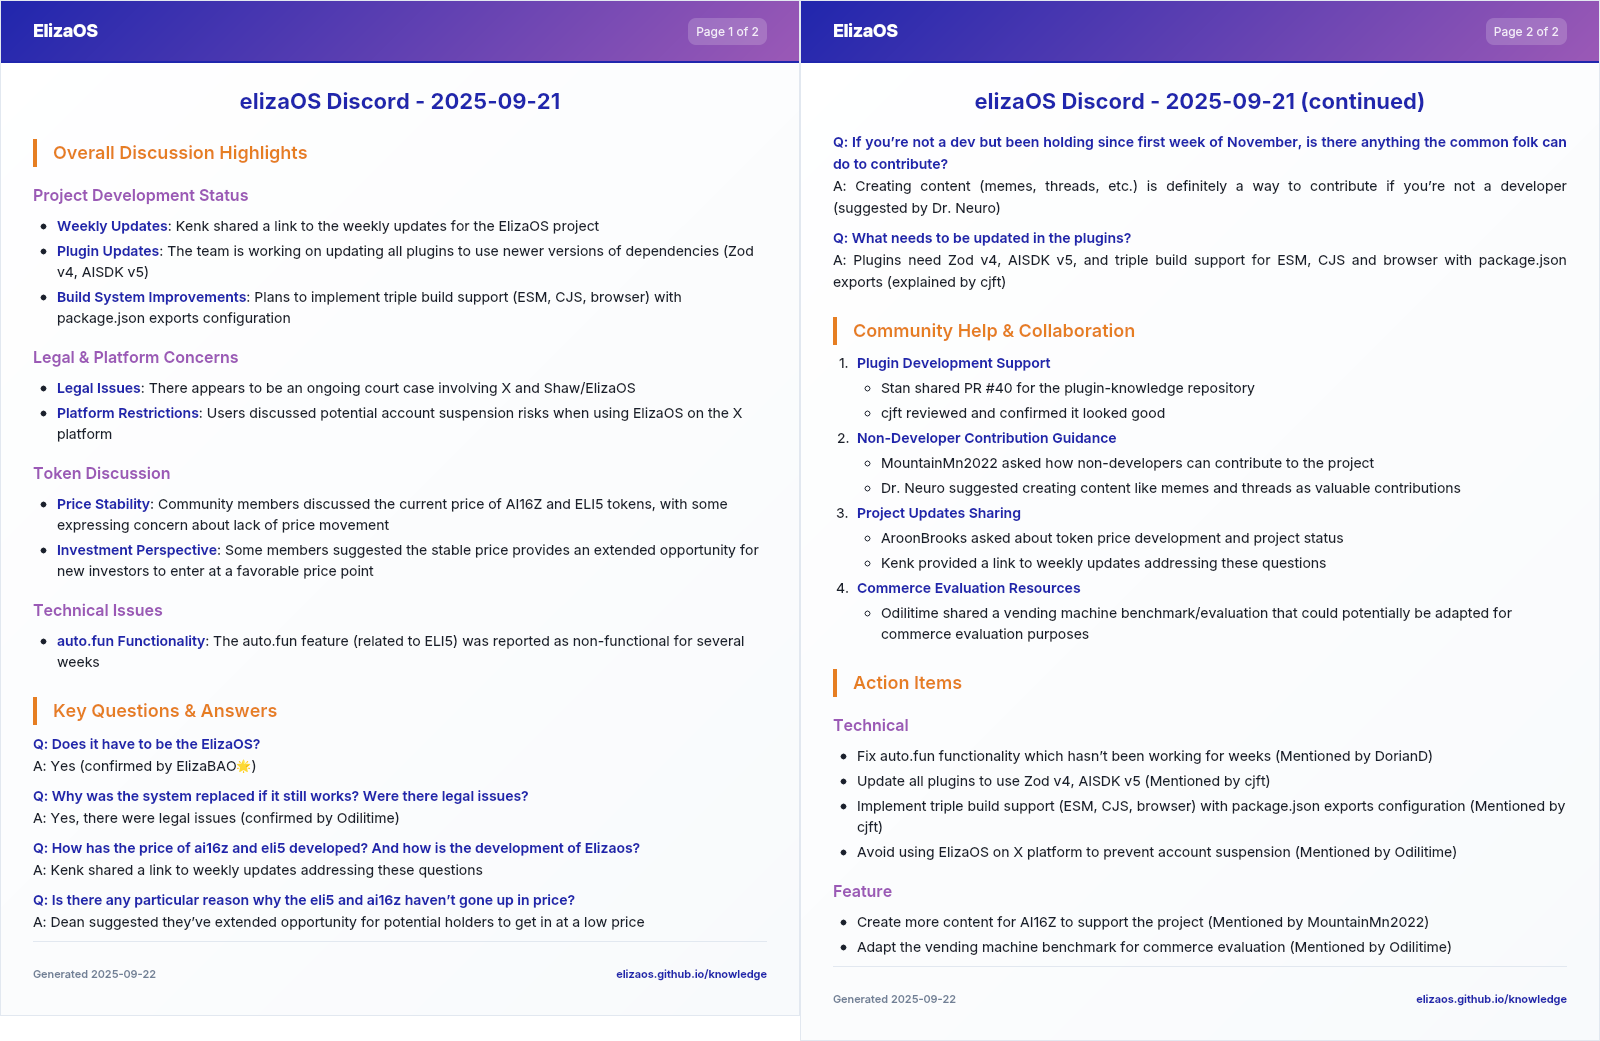 ElizaOS
Page 1 of 2
elizaOS Discord - 2025-09-21
Overall Discussion Highlights
Project Development Status
• Weekly Updates: Kenk shared a link to the weekly updates for the ElizaOS project
• Plugin Updates: The team is working on updating all plugins to use newer versions of dependencies (Zod
v4, AISDK v5)
• Build System Improvements: Plans to implement triple build support (ESM, CJS, browser) with
package.json exports configuration
Legal & Platform Concerns
• Legal Issues: There appears to be an ongoing court case involving X and Shaw/ElizaOS
• Platform Restrictions: Users discussed potential account suspension risks when using ElizaOS on the X
platform
Token Discussion
• Price Stability: Community members discussed the current price of AI16Z and ELI5 tokens, with some
expressing concern about lack of price movement
• Investment Perspective: Some members suggested the stable price provides an extended opportunity for
new investors to enter at a favorable price point
Technical Issues
• auto.fun Functionality: The auto.fun feature (related to ELI5) was reported as non-functional for several
weeks
Key Questions & Answers
Q: Does it have to be the ElizaOS?
A: Yes (confirmed by ElizaBAO🌟)
Q: Why was the system replaced if it still works? Were there legal issues?
A: Yes, there were legal issues (confirmed by Odilitime)
Q: How has the price of ai16z and eli5 developed? And how is the development of Elizaos?
A: Kenk shared a link to weekly updates addressing these questions
Q: Is there any particular reason why the eli5 and ai16z haven't gone up in price?
A: Dean suggested they've extended opportunity for potential holders to get in at a low price
Generated 2025-09-22
elizaos.github.io/knowledge
ElizaOS
Page 2 of 2
elizaOS Discord - 2025-09-21 (continued)
Q: If you're not a dev but been holding since first week of November, is there anything the common folk can
do to contribute?
A: Creating content (memes, threads, etc.) is definitely a way to contribute if you're not a developer
(suggested by Dr. Neuro)
Q: What needs to be updated in the plugins?
A: Plugins need Zod v4, AISDK v5, and triple build support for ESM, CJS and browser with package.json
exports (explained by cjft)
Community Help & Collaboration
1. Plugin Development Support
◦ Stan shared PR #40 for the plugin-knowledge repository
◦ cjft reviewed and confirmed it looked good
2. Non-Developer Contribution Guidance
◦ MountainMn2022 asked how non-developers can contribute to the project
◦ Dr. Neuro suggested creating content like memes and threads as valuable contributions
3. Project Updates Sharing
◦ AroonBrooks asked about token price development and project status
◦ Kenk provided a link to weekly updates addressing these questions
4. Commerce Evaluation Resources
◦ Odilitime shared a vending machine benchmark/evaluation that could potentially be adapted for
commerce evaluation purposes
Action Items
Technical
• Fix auto.fun functionality which hasn't been working for weeks (Mentioned by DorianD)
• Update all plugins to use Zod v4, AISDK v5 (Mentioned by cjft)
• Implement triple build support (ESM, CJS, browser) with package.json exports configuration (Mentioned by
cjft)
• Avoid using ElizaOS on X platform to prevent account suspension (Mentioned by Odilitime)
Feature
• Create more content for AI16Z to support the project (Mentioned by MountainMn2022)
• Adapt the vending machine benchmark for commerce evaluation (Mentioned by Odilitime)
Generated 2025-09-22
elizaos.github.io/knowledge